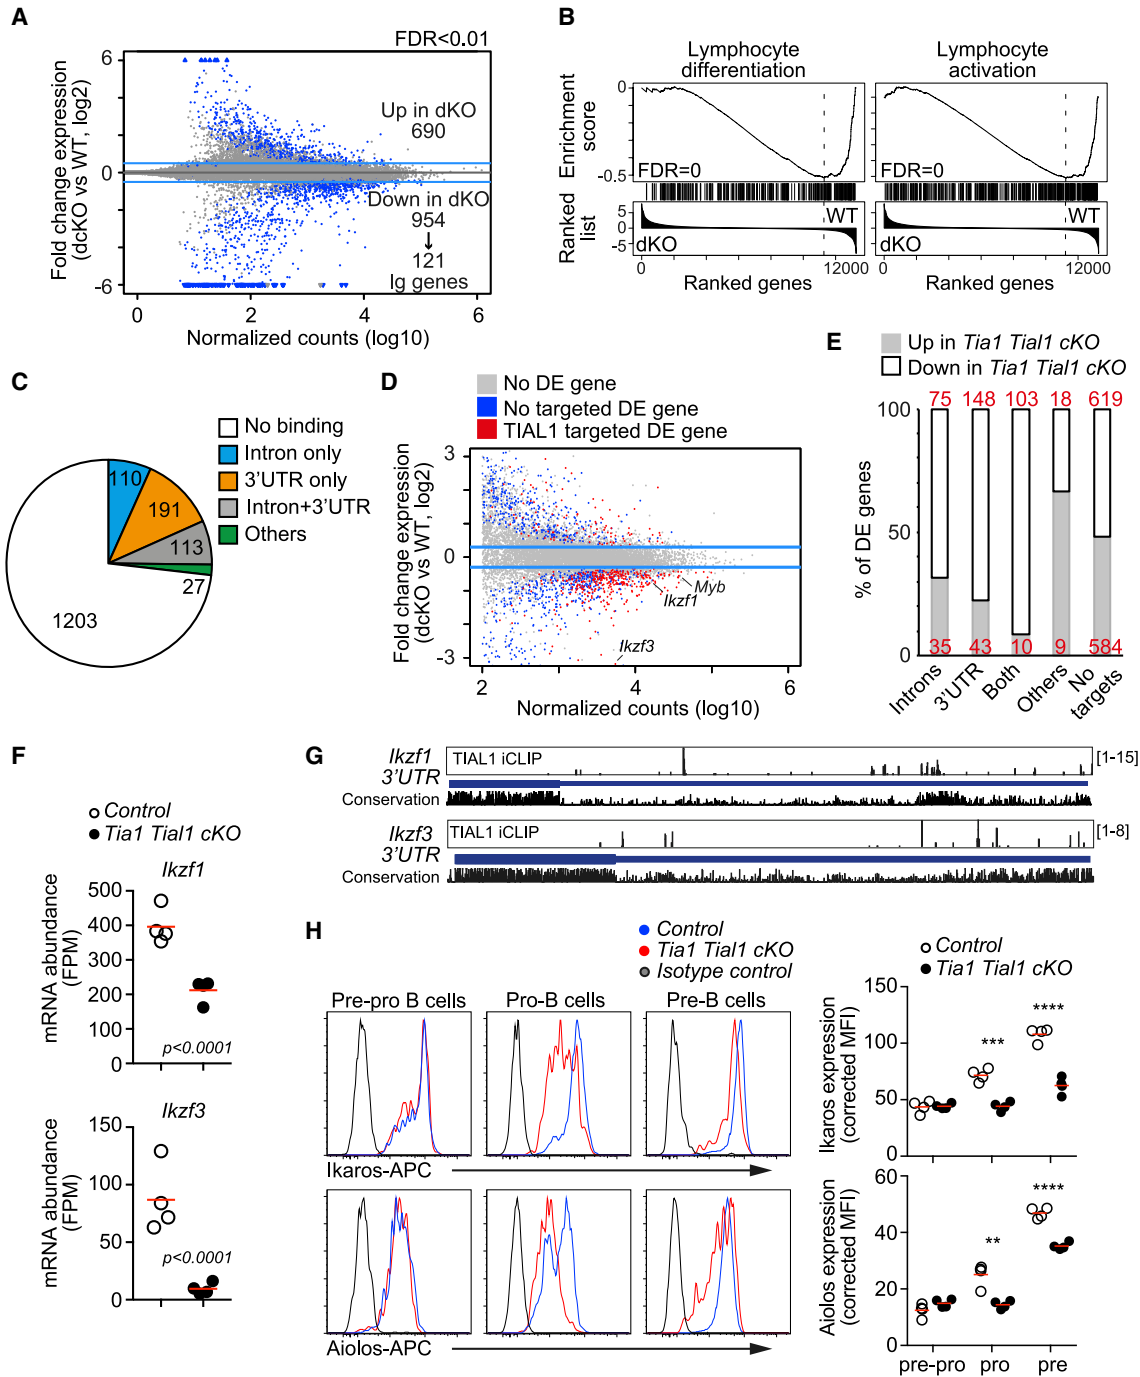 A
FDR<0.01
Fold change expression
(dcKO vs WT, log2)
6
0
-6
Up in dKO
690
Down in dKO
954
121
Ig genes
0
2
4
6
Normalized counts (log10)
B
Lymphocyte
differentiation
Lymphocyte
activation
Enrichment
score
0
-0.5
FDR=0
FDR=0
Ranked
list
5
0
-5
WT
dKO
WT
dKO
0
12000
0
12000
Ranked genes
Ranked genes
C
No binding
Intron only
3'UTR only
Intron+3'UTR
Others
110
191
113
27
1203
D
No DE gene
No targeted DE gene
TIAL1 targeted DE gene
Fold change expression
(dcKO vs WT, log2)
3
0
-3
Myb
Ikzf1
Ikzf3
2
4
6
Normalized counts (log10)
E
Up in Tia1 Tial1 cKO
Down in Tia1 Tial1 cKO
75 148 103 18 619
% of DE genes
100
50
0
35 43 10 9 584
Introns
3'UTR
Both
Others
No
targets
F
Control
Tia1 Tial1 cKO
Ikzf1
mRNA abundance
(FPM)
500
400
300
200
100
0
p<0.0001
Ikzf3
mRNA abundance
(FPM)
150
100
50
0
p<0.0001
G
Ikzf1
3'UTR
TIAL1 iCLIP
[1-15]
Conservation
Ikzf3
3'UTR
TIAL1 iCLIP
[1-8]
Conservation
H
Control
Tia1 Tial1 cKO
Isotype control
Pre-pro B cells
Pro-B cells
Pre-B cells
Ikaros-APC
Aiolos-APC
Control
Tia1 Tial1 cKO
Ikaros expression
(corrected MFI)
150
100
50
0
***
****
Aiolos expression
(corrected MFI)
60
40
20
0
**
****
pre-pro
pro
pre